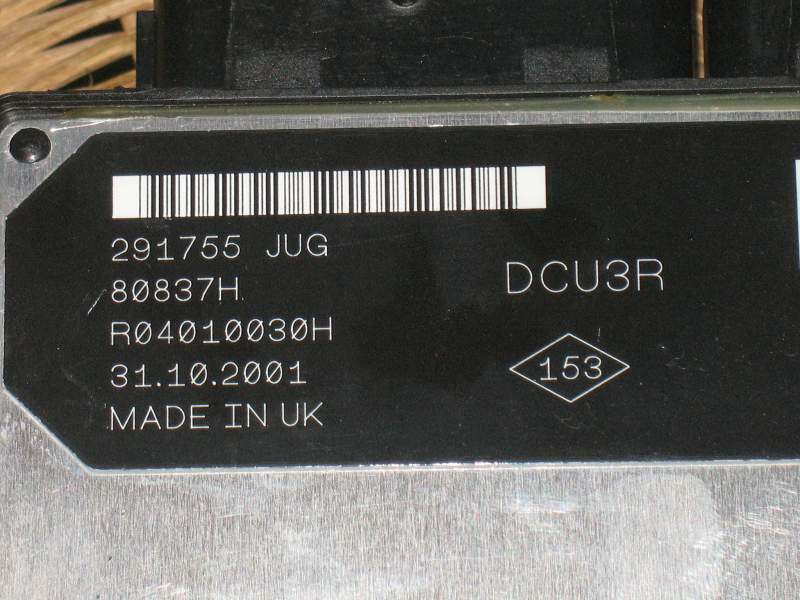 291755 JUG
80837H
R04010030H
31.10.2001
MADE IN UK
DCU3R
153